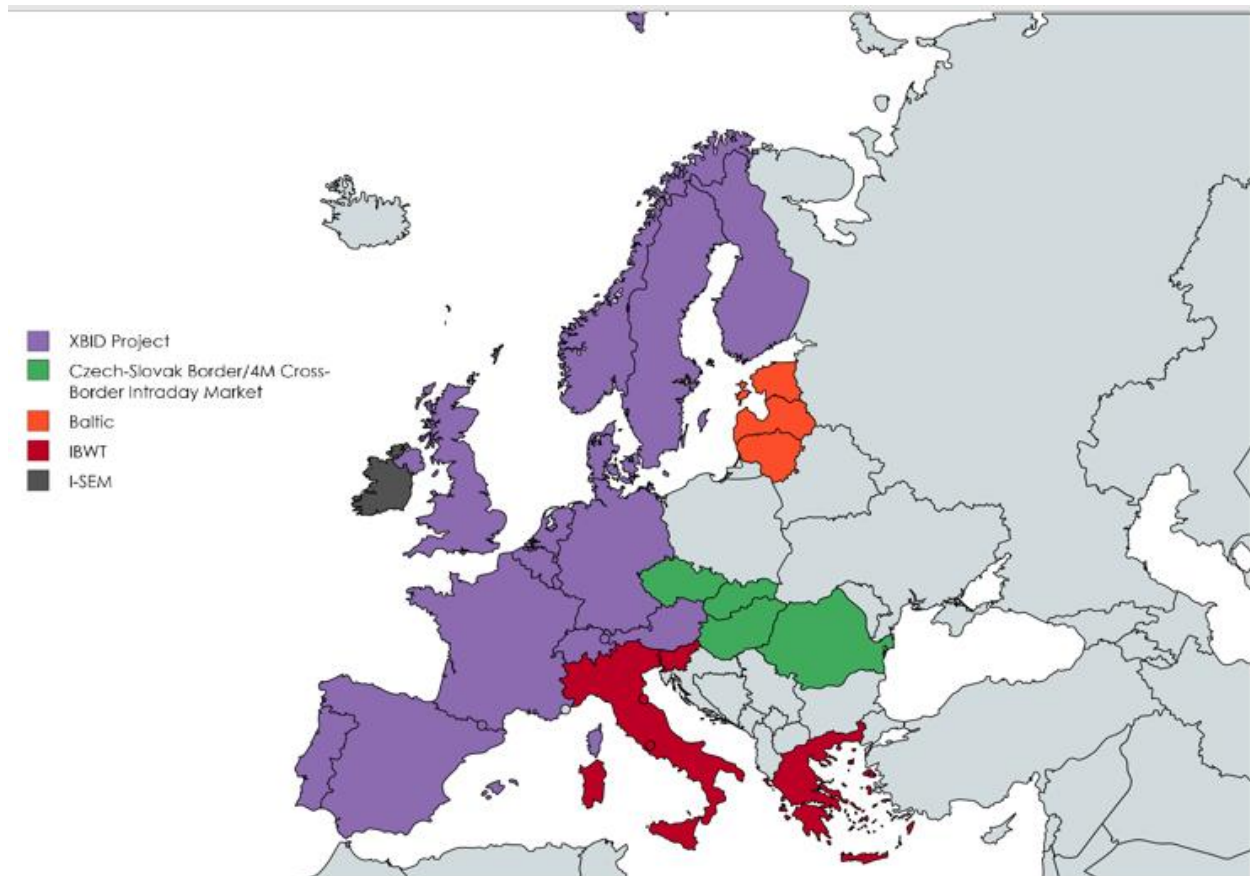 XBID Project
Czech-Slovak Border/4M Cross-
Border Intraday Market
Baltic
IBWT
I-SEM